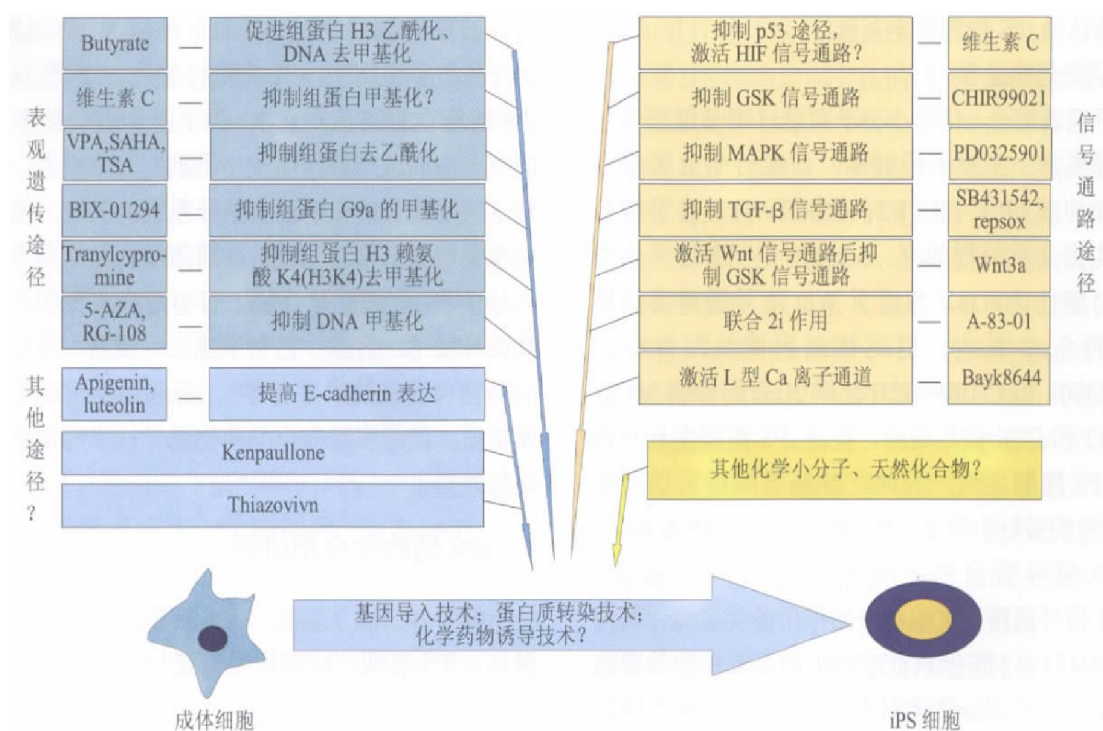 表观遗传途径
Butyrate
促进组蛋白 H3 乙酰化、
DNA 去甲基化
维生素 C
抑制组蛋白甲基化?
VPA,SAHA,
TSA
抑制组蛋白去乙酰化
BIX-01294
抑制组蛋白 G9a 的甲基化
Tranylcypro-
mine
抑制组蛋白 H3 赖氨
酸 K4(H3K4)去甲基化
5-AZA,
RG-108
抑制 DNA 甲基化
其他途径?
Apigenin,
luteolin
提高 E-cadherin 表达
Kenpaullone
Thiazovivn
信号通路途径
抑制 p53 途径,
激活 HIF 信号通路?
维生素 C
抑制 GSK 信号通路
CHIR99021
抑制 MAPK 信号通路
PD0325901
抑制 TGF-β 信号通路
SB431542,
repsox
激活 Wnt 信号通路后抑
制 GSK 信号通路
Wnt3a
联合 2i 作用
A-83-01
激活 L 型 Ca 离子通道
Bayk8644
其他化学小分子、天然化合物?
基因导入技术;蛋白质转染技术;
化学药物诱导技术?
成体细胞
iPS 细胞